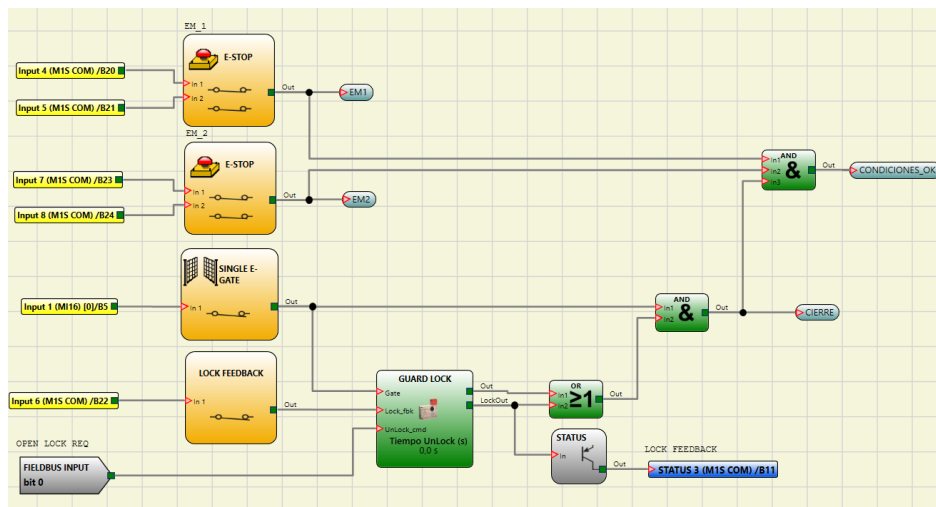 EM_1
E-STOP
Input 4 (M1S COM) /B20
In 1
Out
EM1
Input 5 (M1S COM) /B21
In 2
EM_2
E-STOP
Input 7 (M1S COM) /B23
In 1
Out
EM2
Input 8 (M1S COM) /B24
In 2
AND
&
In1
In2
In3
Out
CONDICIONES_OK
SINGLE E-
GATE
Input 1 (MI16) [0]/B5
In 1
Out
AND
&
In1
In2
Out
CIERRE
LOCK FEEDBACK
Input 6 (M1S COM) /B22
In 1
Out
GUARD LOCK
Gate
Lock_fbk
UnLock_cmd
Out
LockOut
Tiempo UnLock (s)
0,0 s
OR
≥1
In1
In2
Out
OPEN LOCK REQ
FIELDBUS INPUT
bit 0
STATUS
In
Out
LOCK FEEDBACK
STATUS 3 (M1S COM) /B11